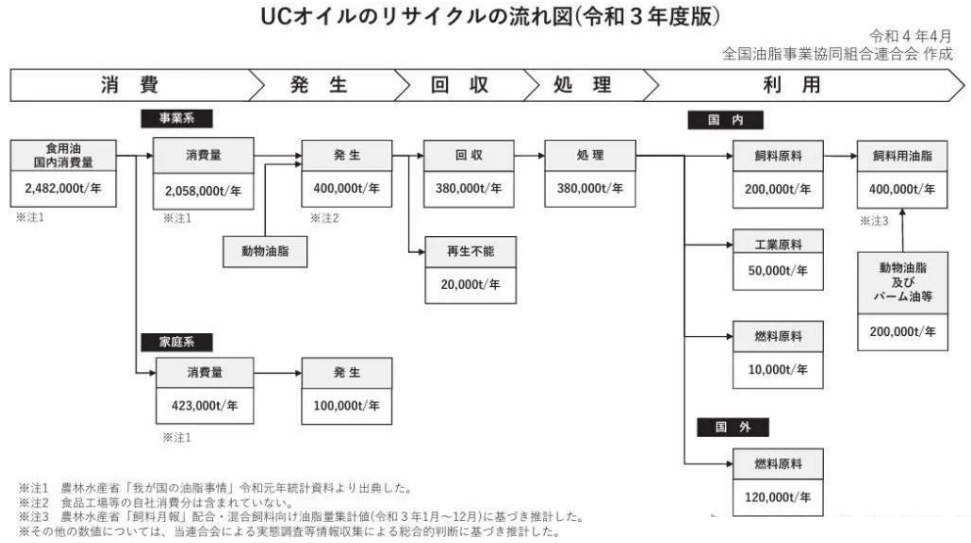 UCオイルのリサイクルの流れ図(令和3年度版)
令和4年4月
全国油脂事業協同組合連合会 作成
消 費
発 生
回 収
処 理
利 用
事業系
国 内
食用油
国内消費量
2,482,000t/年
※注1
消費量
2,058,000t/年
※注1
発 生
400,000t/年
※注2
回 収
380,000t/年
処 理
380,000t/年
飼料原料
200,000t/年
飼料用油脂
400,000t/年
※注3
動物油脂
再生不能
20,000t/年
工業原料
50,000t/年
動物油脂
及び
パーム油等
200,000t/年
燃料原料
10,000t/年
家庭系
消費量
423,000t/年
※注1
発 生
100,000t/年
国 外
燃料原料
120,000t/年
※注1 農林水産省「我が国の油脂事情」令和元年統計資料より出典した。
※注2 食品工場等の自社消費分は含まれていない。
※注3 農林水産省「飼料月報」配合・混合飼料向け油脂量集計値(令和3年1月～12月)に基づき推計した。
※その他の数値については、当連合会による実態調査等情報収集による総合的判断に基づき推計した。